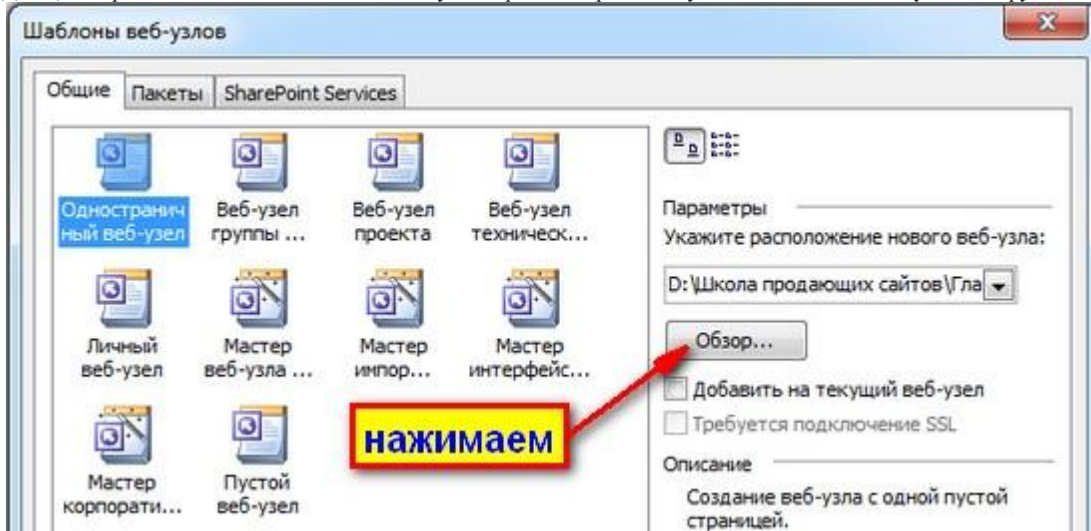 Шаблоны веб-узлов
Общие Пакеты SharePoint Services
Одностранич
ный веб-узел
Веб-узел
группы ...
Веб-узел
проекта
Веб-узел
техническ...
Личный
веб-узел
Мастер
веб-узла ...
Мастер
импор...
Мастер
интерфейс...
Мастер
корпорати...
Пустой
веб-узел
нажимаем
Параметры
Укажите расположение нового веб-узла:
D:\Школа продающих сайтов\Гла
Обзор...
Добавить на текущий веб-узел
Требуется подключение SSL
Описание
Создание веб-узла с одной пустой
страницей.